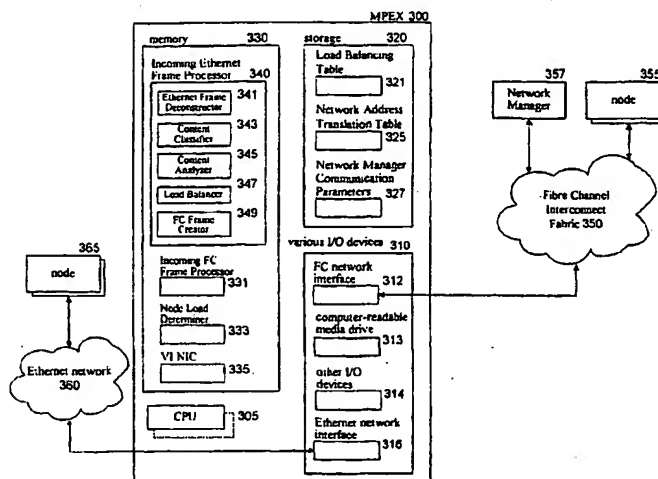 MPEX 300
memory 330
Incoming Ethernet
Frame Processor 340
Ethernet Frame
Deconstructor
341
Content
Classifier
343
Content
Analyzer
345
Load Balancer
347
FC Frame
Creator
349
Incoming FC
Frame Processor
331
Node Load
Determiner
333
VI NIC
335
CPU
305
storage 320
Load Balancing
Table
321
Network Address
Translation Table
325
Network Manager
Communication
Parameters
327
various I/O devices 310
FC network
interface
312
computer-readable
media drive
313
other I/O
devices
314
Ethernet network
interface
316
357
Network
Manager
355
node
Fibre Channel
Interconnect
Fabric 350
365
node
Ethernet network
360